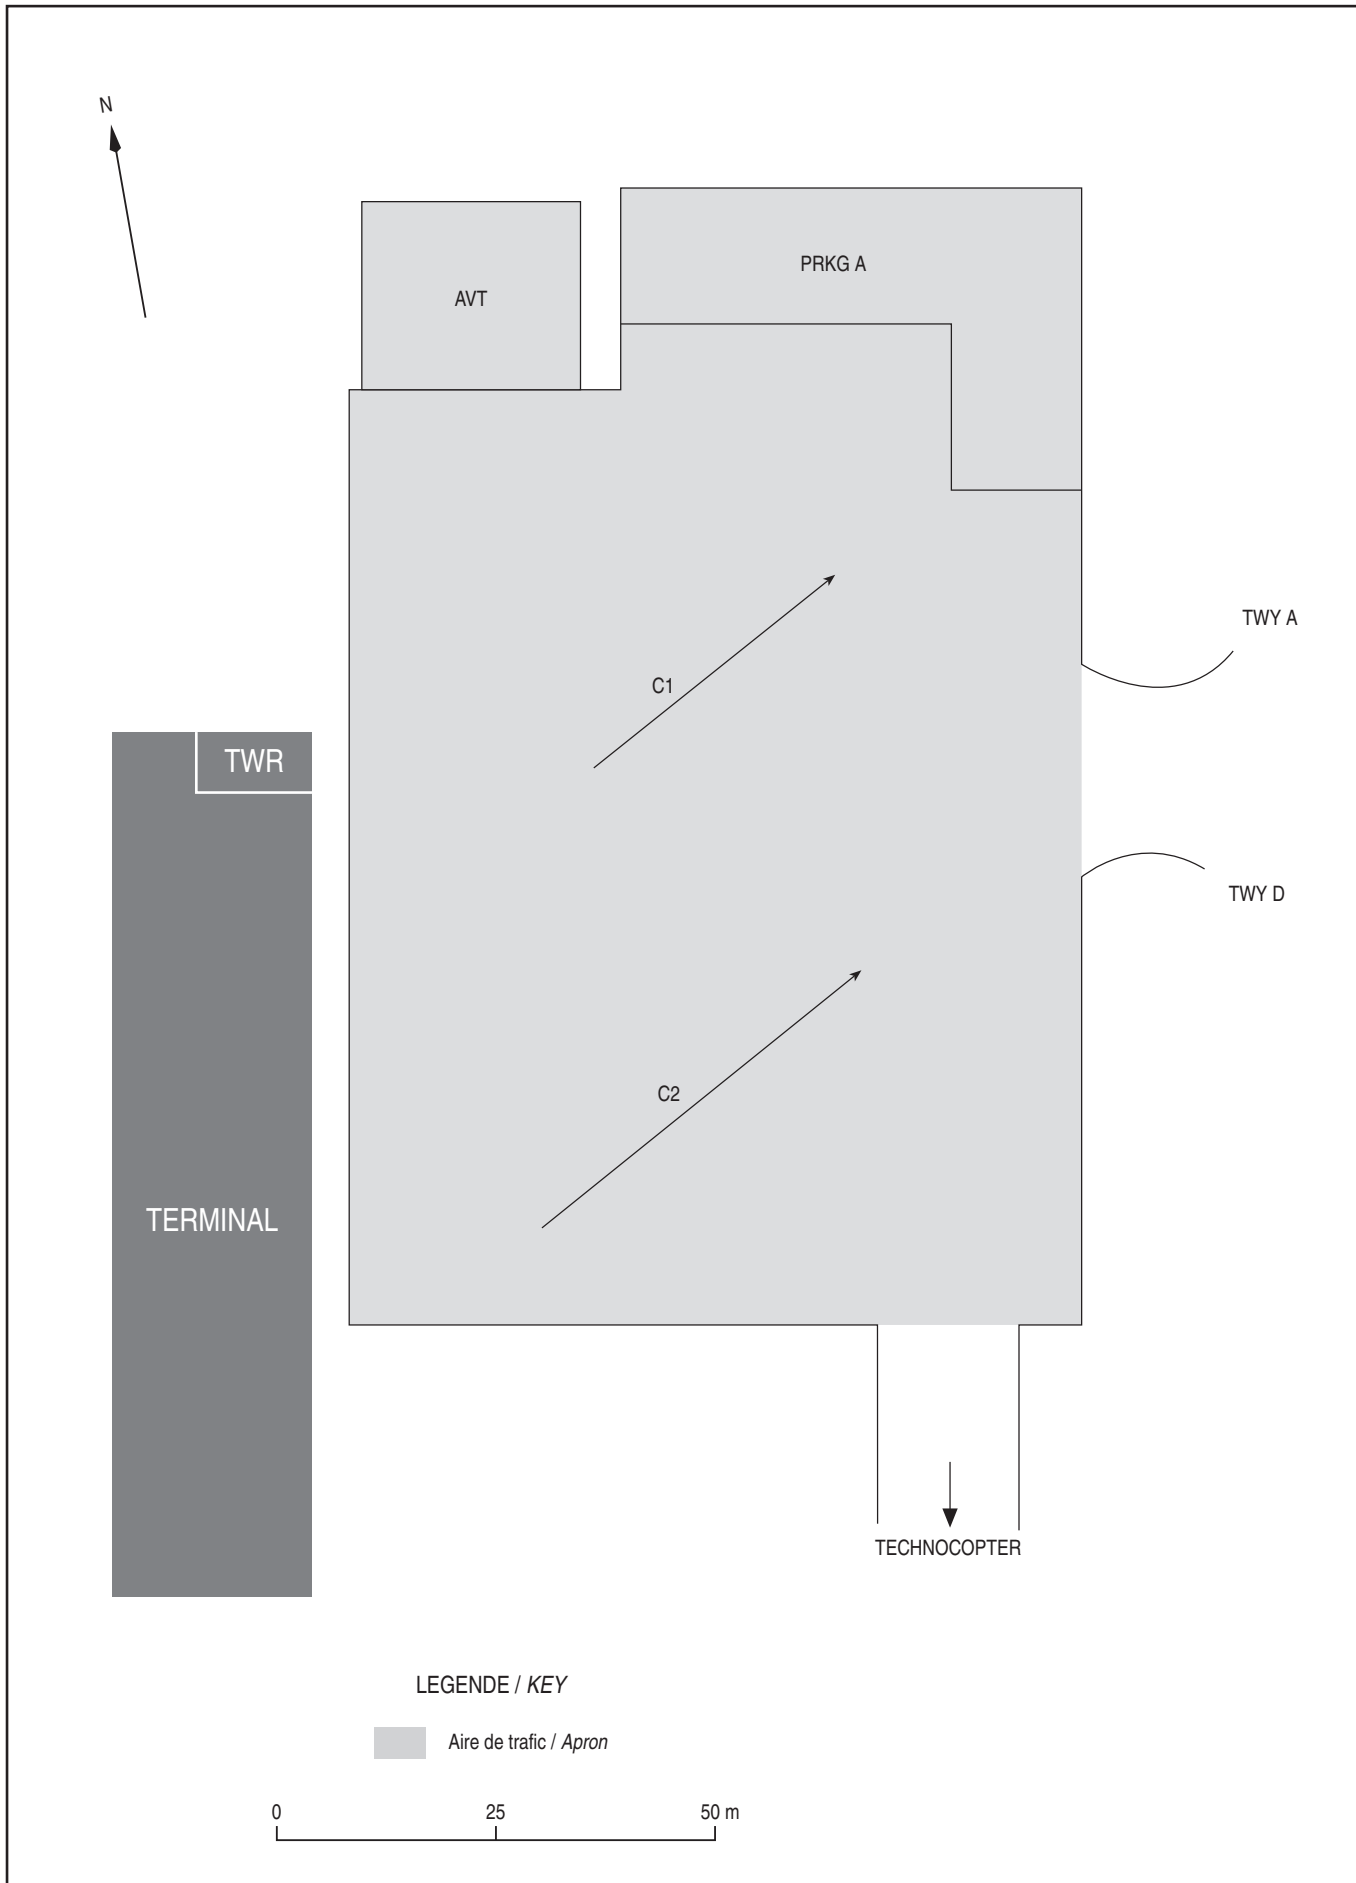 N
PRKG A
AVT
TWY A
C1
TWR
TWY D
C2
TERMINAL
TECHNOCOPTER
LEGENDE / KEY
Aire de trafic / Apron
0 25 50 m